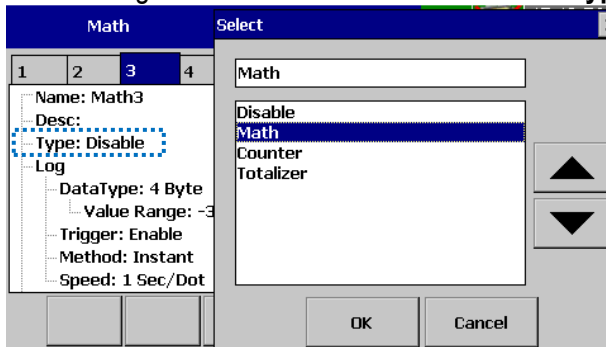 Math
Select
1 2 3 4
Name: Math3
Desc:
Type: Disable
Log
DataType: 4 Byte
Value Range: -3
Trigger: Enable
Method: Instant
Speed: 1 Sec/Dot
Math
Disable
Math
Counter
Totalizer
OK Cancel